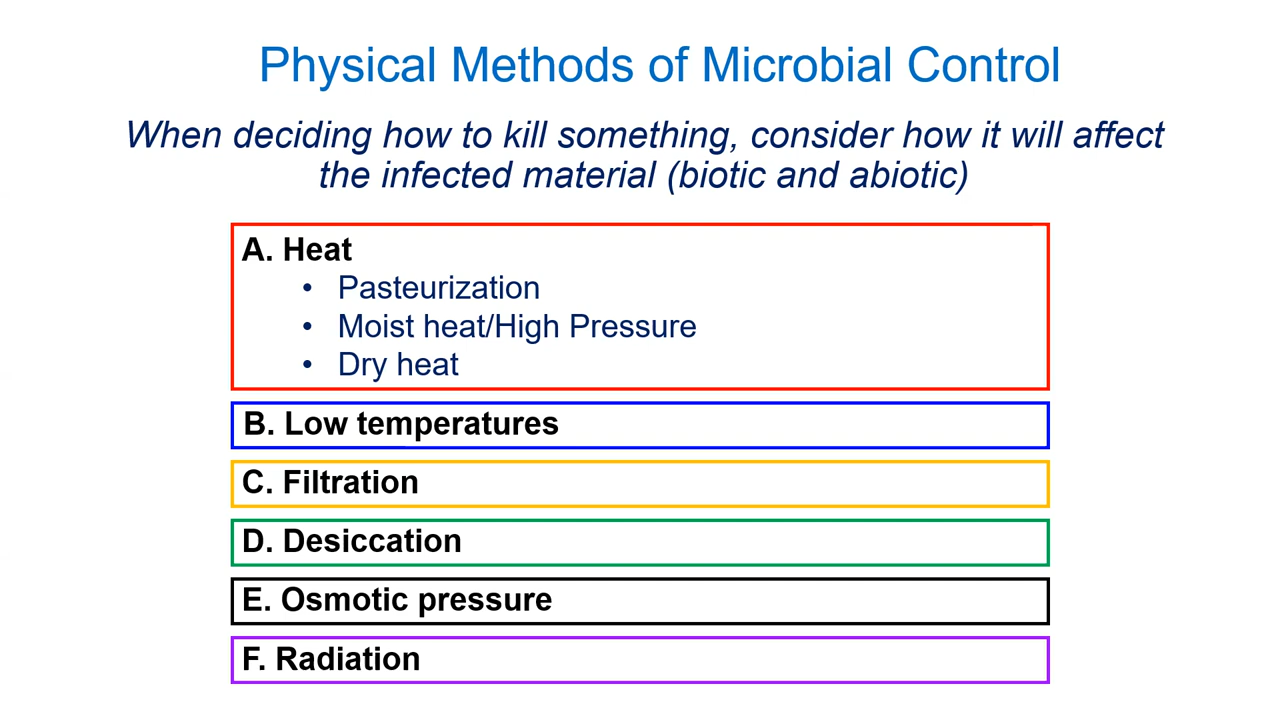 Physical Methods of Microbial Control
When deciding how to kill something, consider how it will affect
the infected material (biotic and abiotic)
A. Heat
• Pasteurization
• Moist heat/High Pressure
• Dry heat
B. Low temperatures
C. Filtration
D. Desiccation
E. Osmotic pressure
F. Radiation